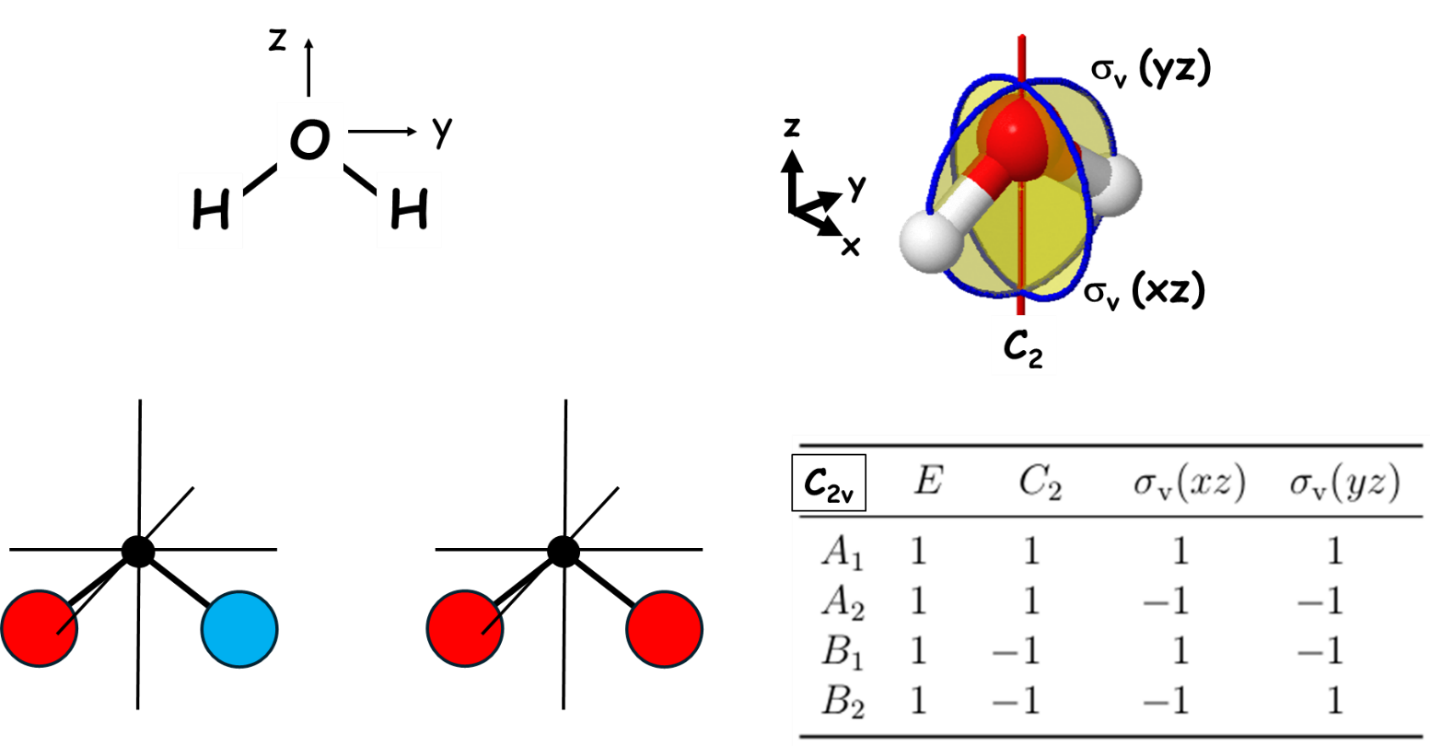 z
O
y
H
H
σv (yz)
z
y
x
σv (xz)
C2
C2v E C2 σv(xz) σv(yz)
A1 1 1 1 1
A2 1 1 −1 −1
B1 1 −1 1 −1
B2 1 −1 −1 1